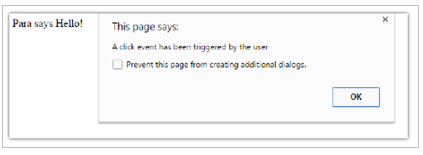 Para says Hello!
This page says:
A click event has been triggered by the user
Prevent this page from creating additional dialogs.
OK